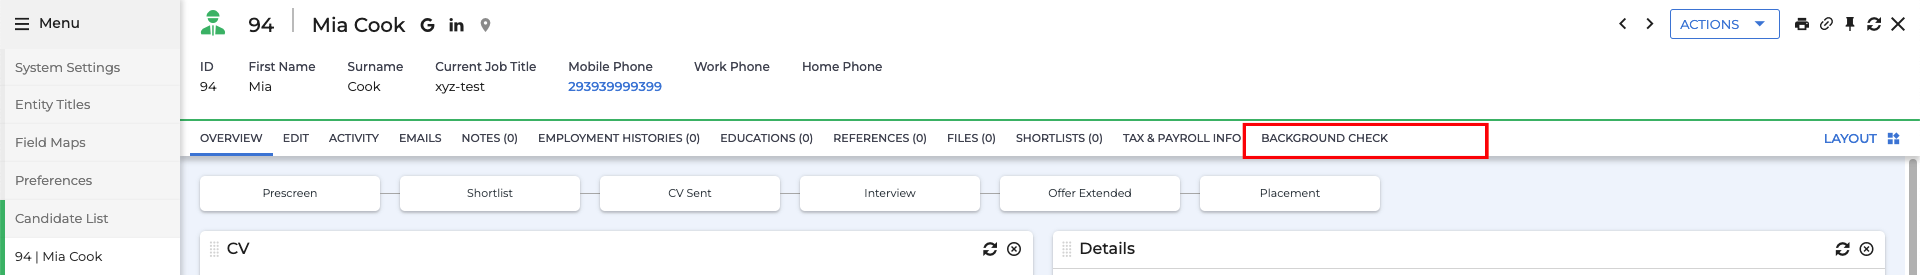 Menu
System Settings
Entity Titles
Field Maps
Preferences
Candidate List
94 | Mia Cook
94 Mia Cook G in
ACTIONS
ID First Name Surname Current Job Title Mobile Phone Work Phone Home Phone
94 Mia Cook xyz-test 293939999399
OVERVIEW EDIT ACTIVITY EMAILS NOTES (0) EMPLOYMENT HISTORIES (0) EDUCATIONS (0) REFERENCES (0) FILES (0) SHORTLISTS (0) TAX & PAYROLL INFO BACKGROUND CHECK LAYOUT
Prescreen Shortlist CV Sent Interview Offer Extended Placement
CV Details